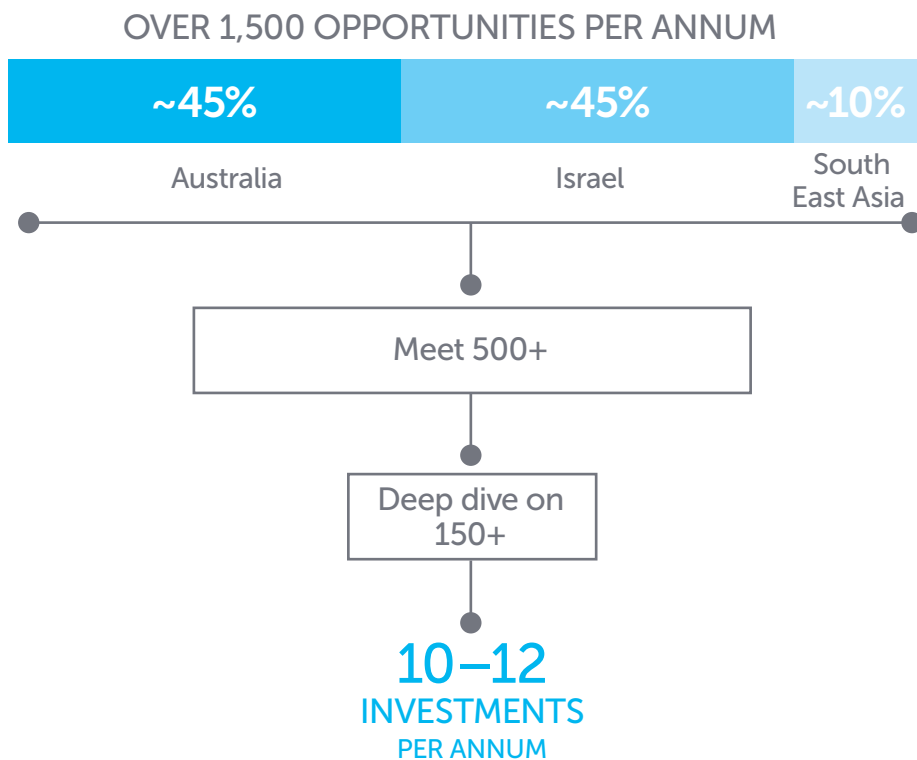 OVER 1,500 OPPORTUNITIES PER ANNUM
~45%
~45%
~10%
Australia
Israel
South
East Asia
Meet 500+
Deep dive on
150+
10–12
INVESTMENTS
PER ANNUM